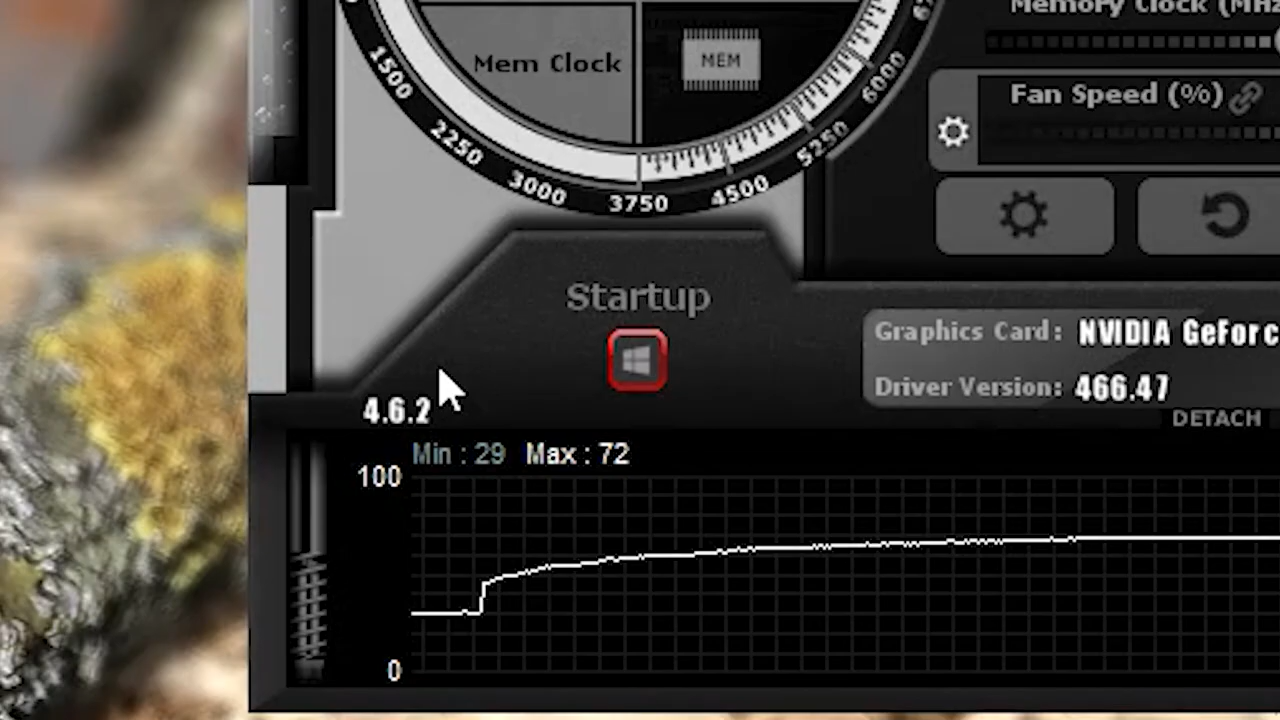 Memory Clock (MHz
Mem Clock
MEM
Fan Speed (%)
1500
2250
3000
3750
4500
5250
6000
Startup
Graphics Card: NVIDIA GeForc
Driver Version: 466.47
4.6.2
DETACH
Min : 29 Max : 72
100
0